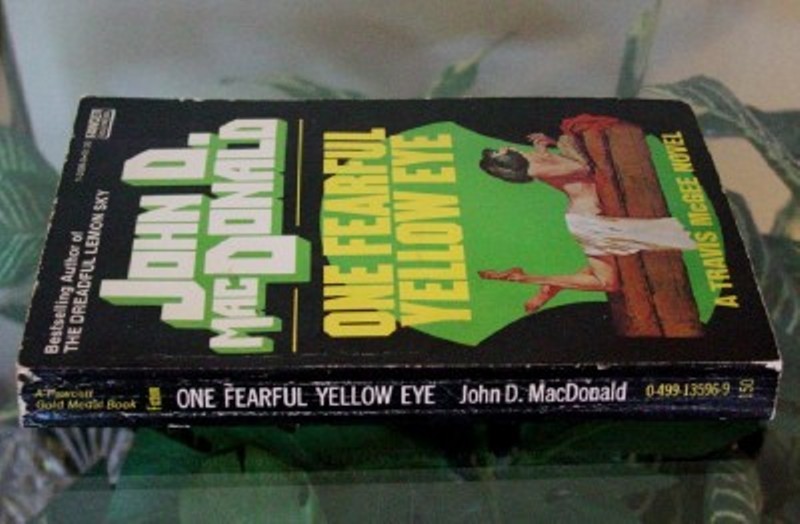 FAWCETT
Bestselling Author of
THE DREADFUL LEMON SKY
JOHN D.
MACDONALD
ONE FEARFUL
YELLOW EYE
A TRAVIS McGEE NOVEL
A Fawcett
Gold Medal Book
ONE FEARFUL YELLOW EYE John D. MacDonald 0-499-13596-9